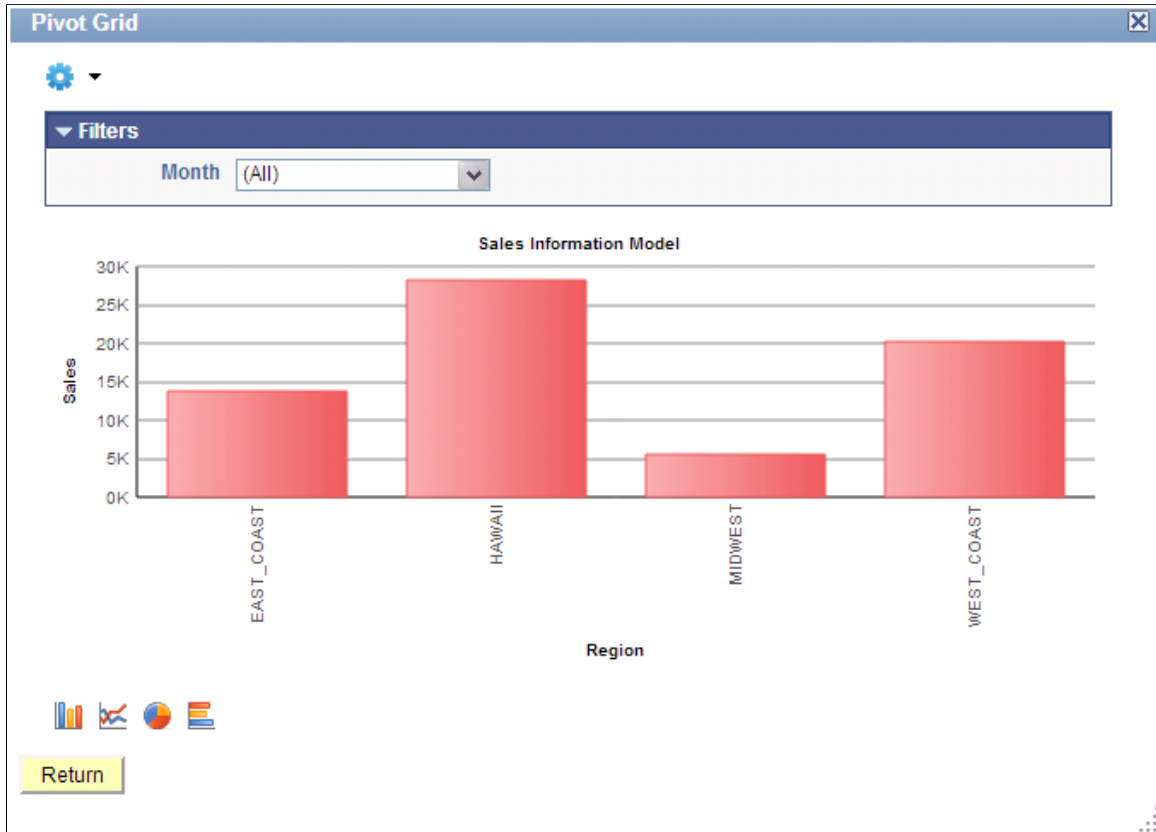 Pivot Grid
Filters
Month (All)
Sales Information Model
30K
25K
20K
15K
10K
5K
0K
Sales
EAST_COAST
HAWAII
MIDWEST
WEST_COAST
Region
Return